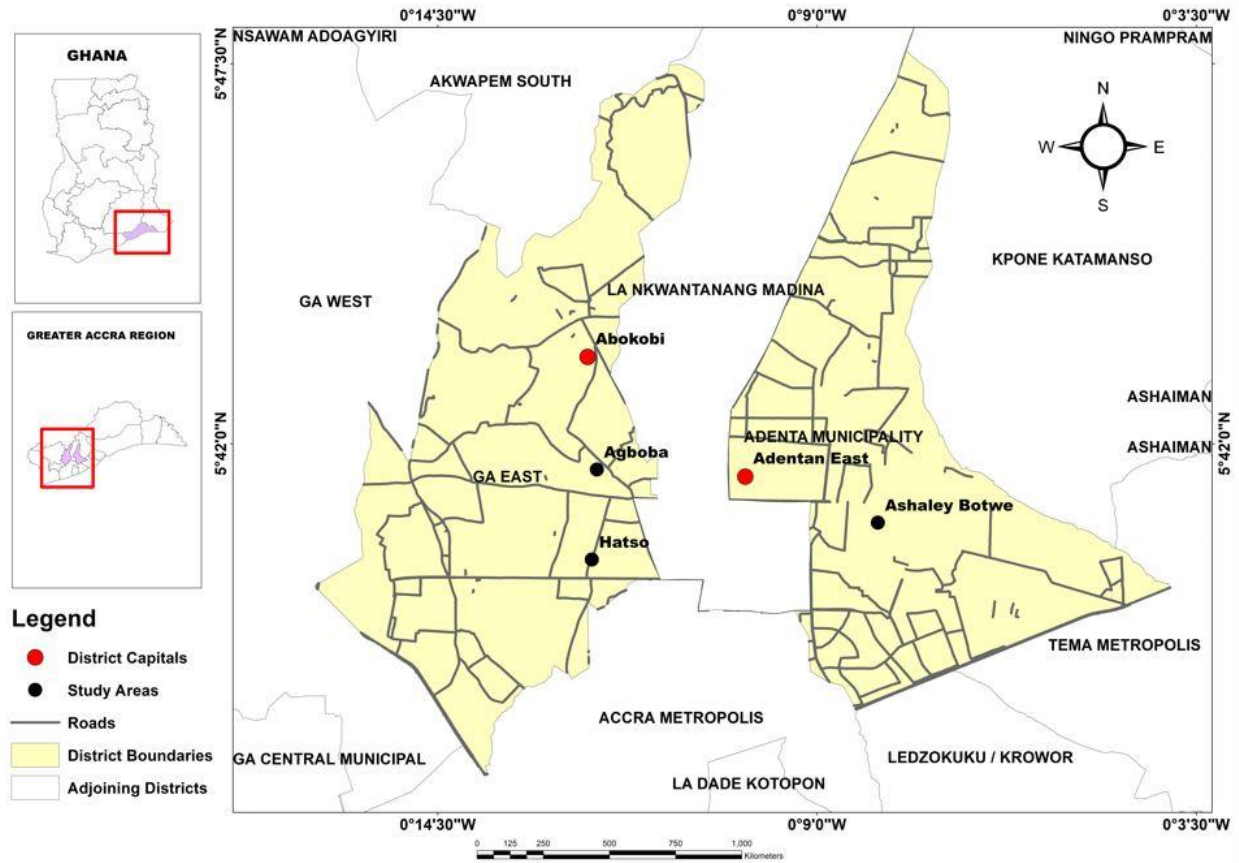 GHANA
GREATER ACCRA REGION
Legend
District Capitals
Study Areas
Roads
District Boundaries
Adjoining Districts
0°14'30"W
0°9'0"W
0°3'30"W
5°47'30"N
5°42'0"N
NSAWAM ADOAGYIRI
NINGO PRAMPRAM
AKWAPEM SOUTH
N
W
E
S
KPONE KATAMANSO
GA WEST
LA NKWANTANANG MADINA
Abokobi
ASHAIMAN
ADENTA MUNICIPALITY
ASHAIMAN
5°42'0"N
Agboba
Adentan East
GA EAST
Ashaley Botwe
Hatso
TEMA METROPOLIS
ACCRA METROPOLIS
GA CENTRAL MUNICIPAL
LEDZOKUKU / KROWOR
LA DADE KOTOPON
0°14'30"W
0°9'0"W
0°3'30"W
0 125 250 500 750 1,000
Kilometers